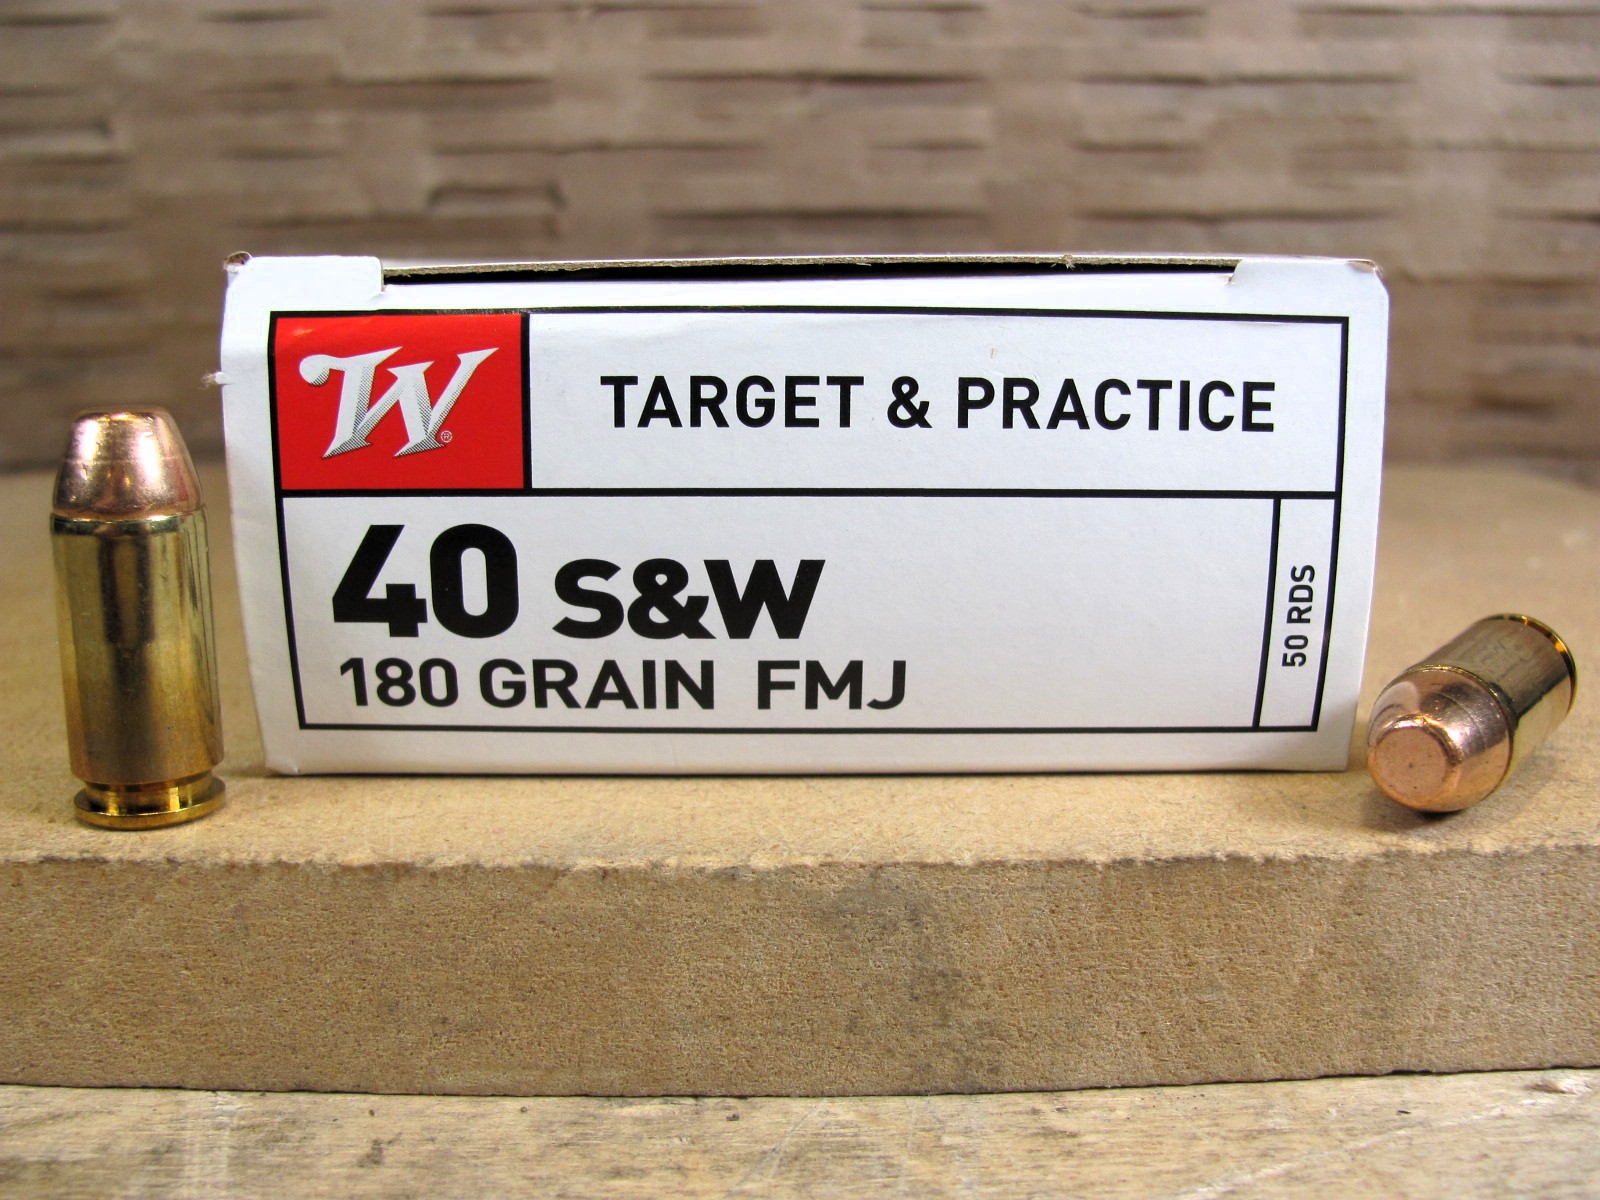 W®
TARGET & PRACTICE
40 S&W
180 GRAIN FMJ
50 RDS